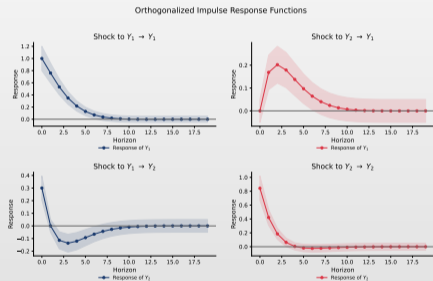 Orthogonalized Impulse Response Functions
Shock to Y₁ → Y₁
Response
1.2
1.0
0.8
0.6
0.4
0.2
0.0
0.0 2.5 5.0 7.5 10.0 12.5 15.0 17.5
Horizon
Response of Y₁
Shock to Y₂ → Y₁
Response
0.2
0.1
0.0
0.0 2.5 5.0 7.5 10.0 12.5 15.0 17.5
Horizon
Response of Y₁
Shock to Y₁ → Y₂
Response
0.4
0.3
0.2
0.1
0.0
−0.1
−0.2
0.0 2.5 5.0 7.5 10.0 12.5 15.0 17.5
Horizon
Response of Y₁
Shock to Y₂ → Y₂
Response
1.0
0.8
0.6
0.4
0.2
0.0
0.0 2.5 5.0 7.5 10.0 12.5 15.0 17.5
Horizon
Response of Y₁